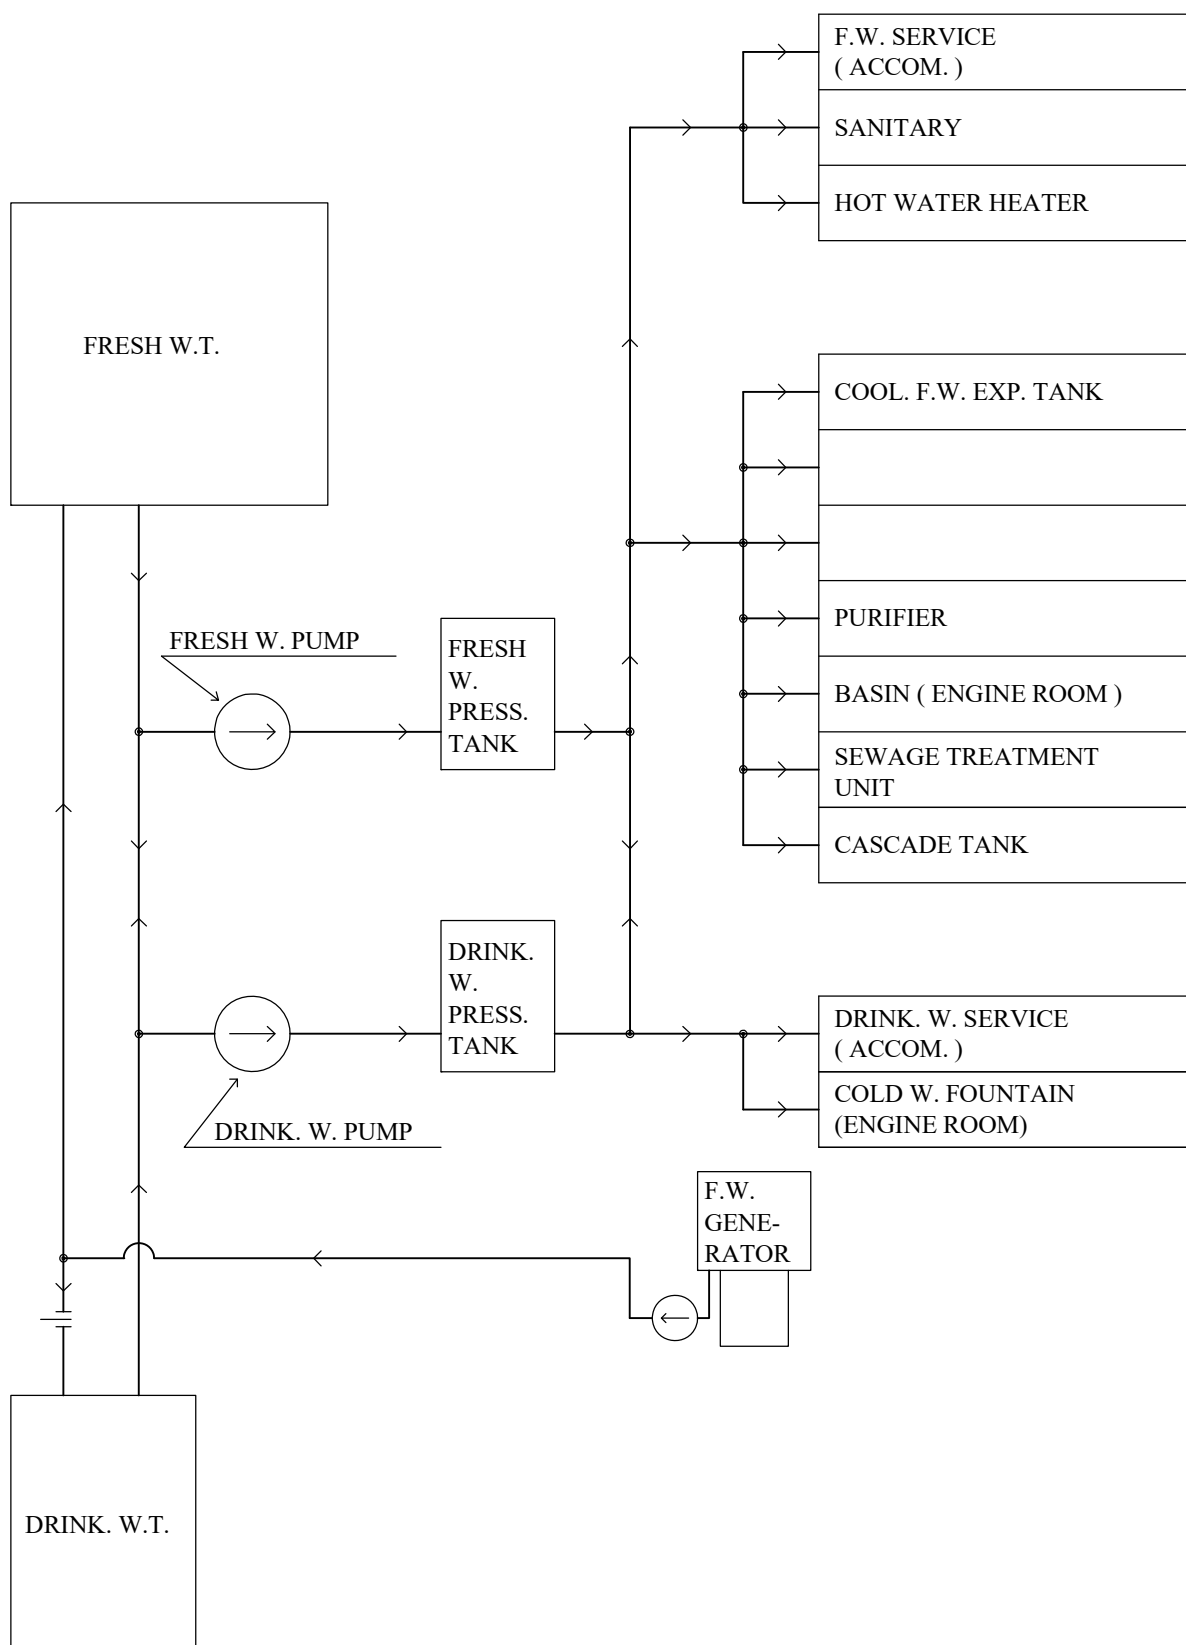 F.W. SERVICE
( ACCOM. )
SANITARY
HOT WATER HEATER
FRESH W.T.
COOL. F.W. EXP. TANK
PURIFIER
BASIN ( ENGINE ROOM )
SEWAGE TREATMENT
UNIT
CASCADE TANK
FRESH W. PUMP
FRESH
W.
PRESS.
TANK
DRINK.
W.
PRESS.
TANK
DRINK. W. PUMP
DRINK. W. SERVICE
( ACCOM. )
COLD W. FOUNTAIN
(ENGINE ROOM)
F.W.
GENE-
RATOR
DRINK. W.T.